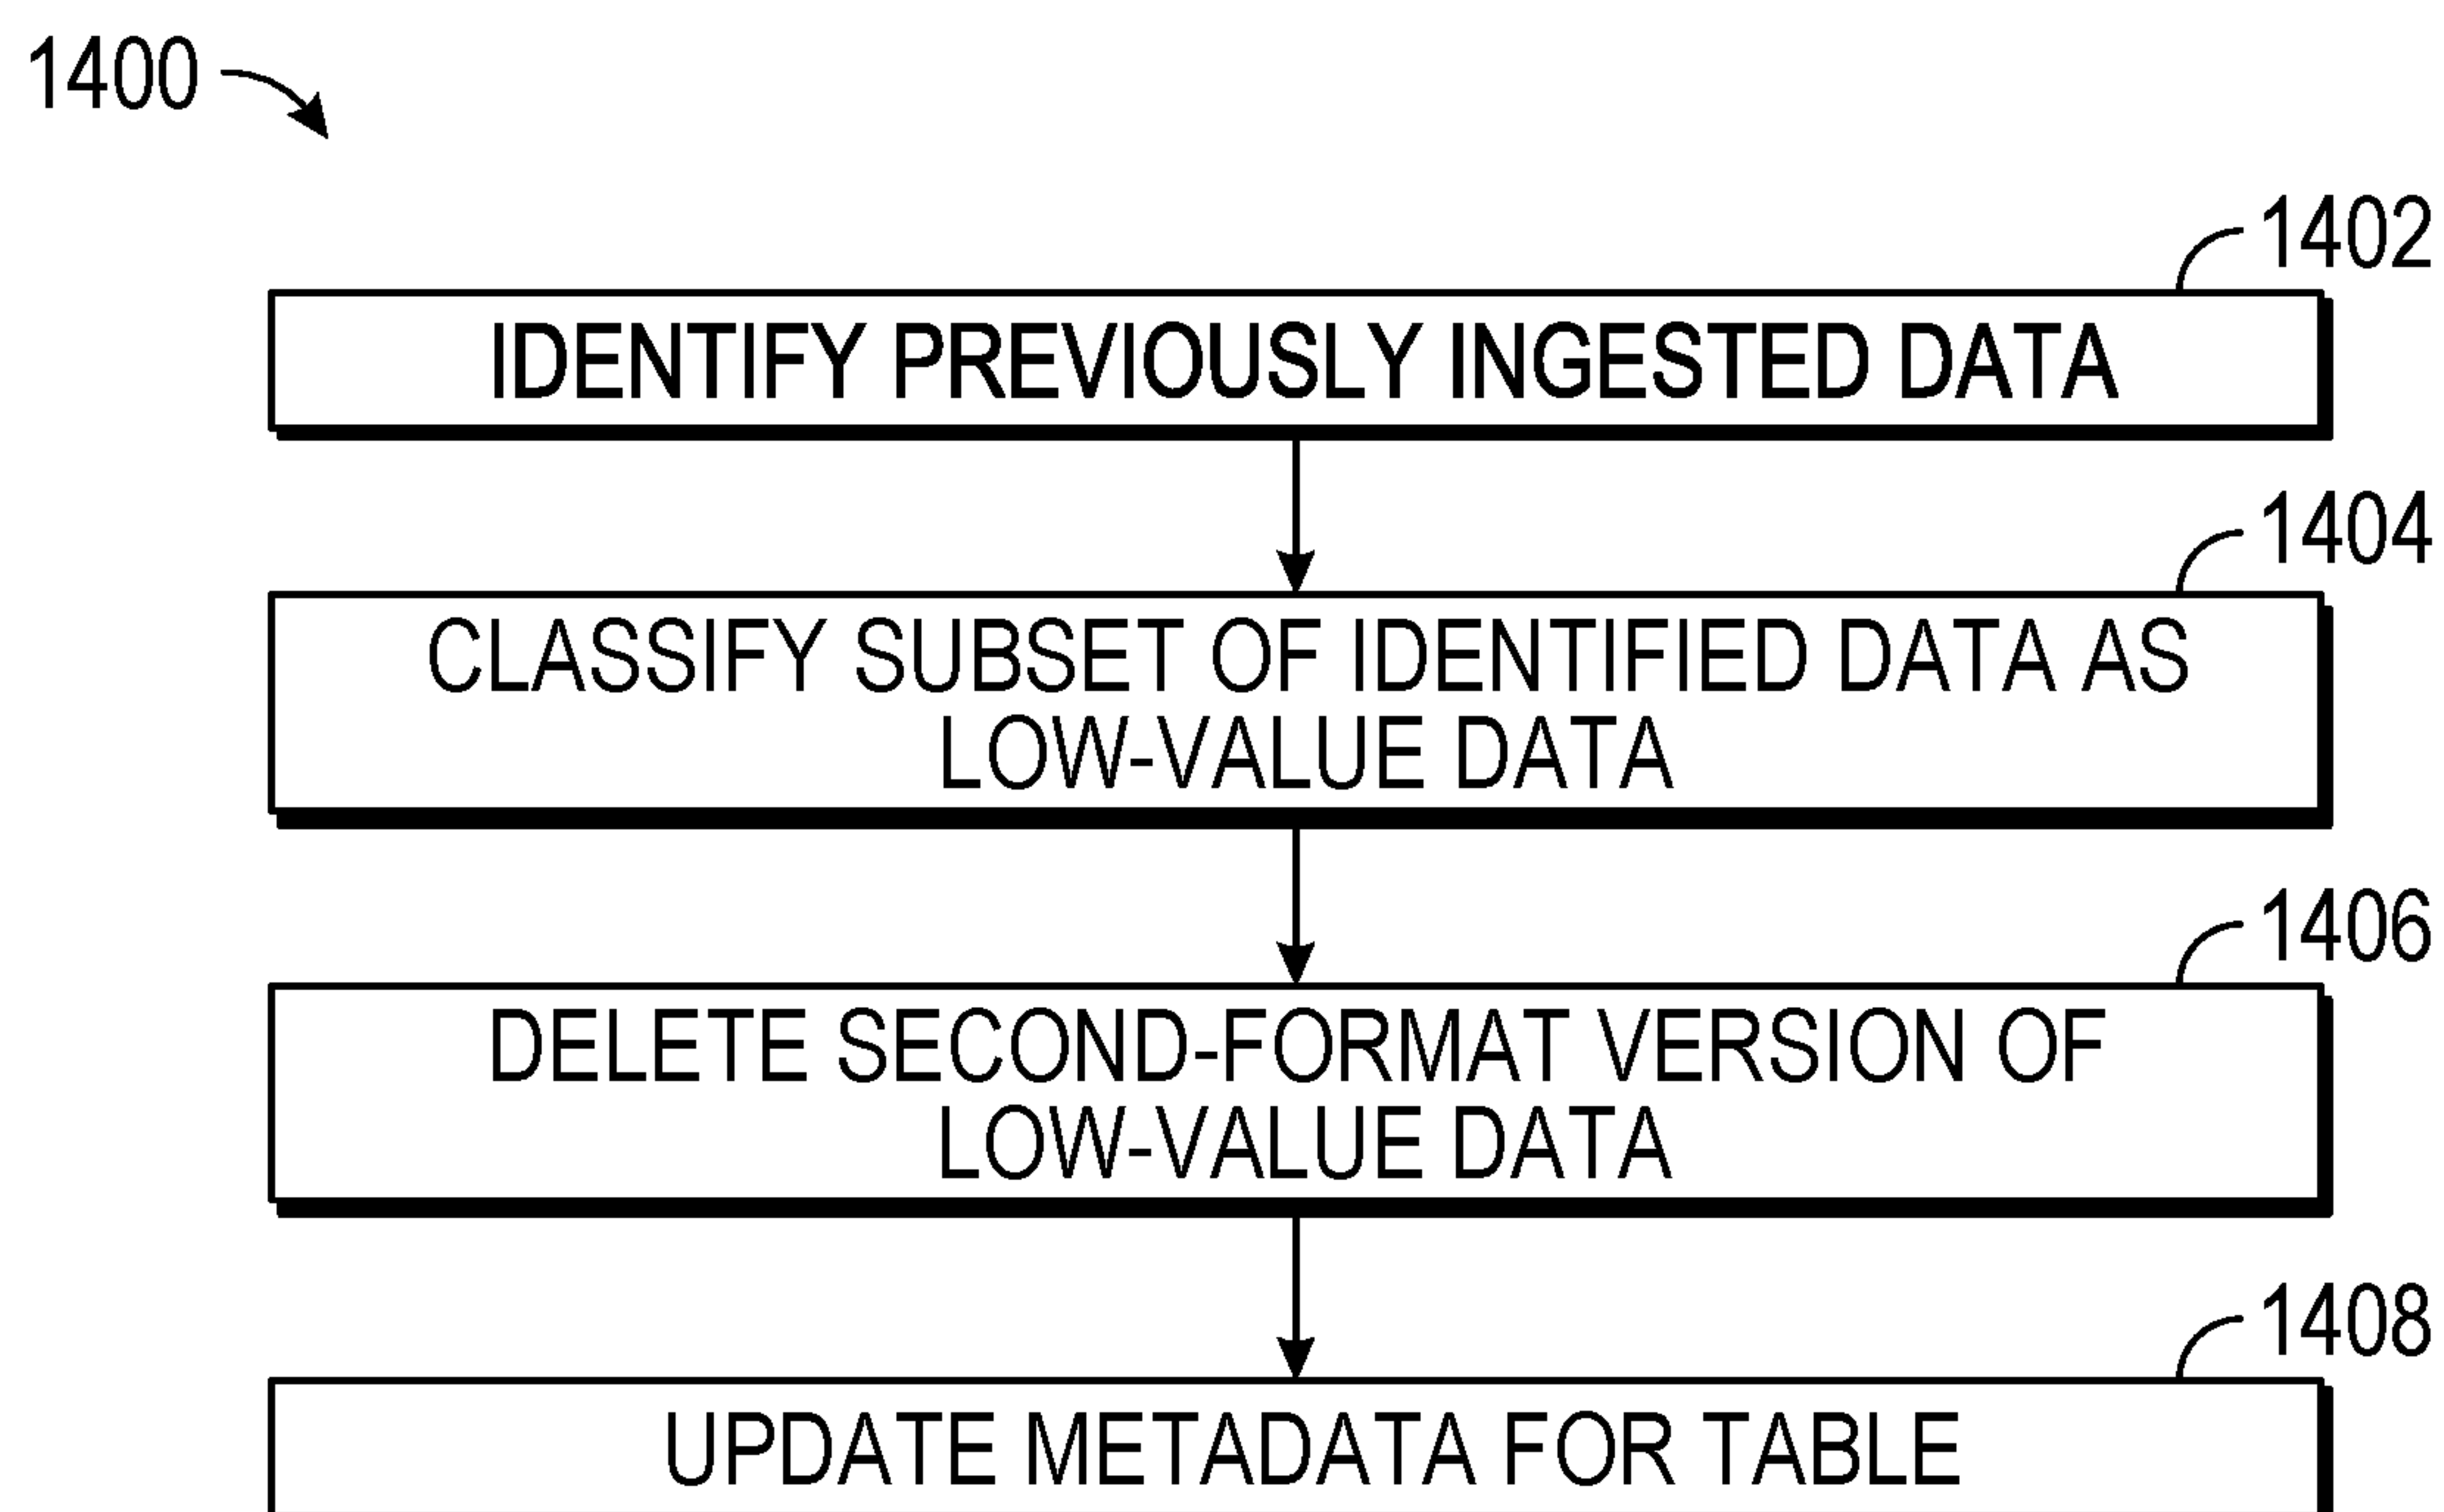 1400
1402
IDENTIFY PREVIOUSLY INGESTED DATA
1404
CLASSIFY SUBSET OF IDENTIFIED DATA AS
LOW-VALUE DATA
1406
DELETE SECOND-FORMAT VERSION OF
LOW-VALUE DATA
1408
UPDATE METADATA FOR TABLE